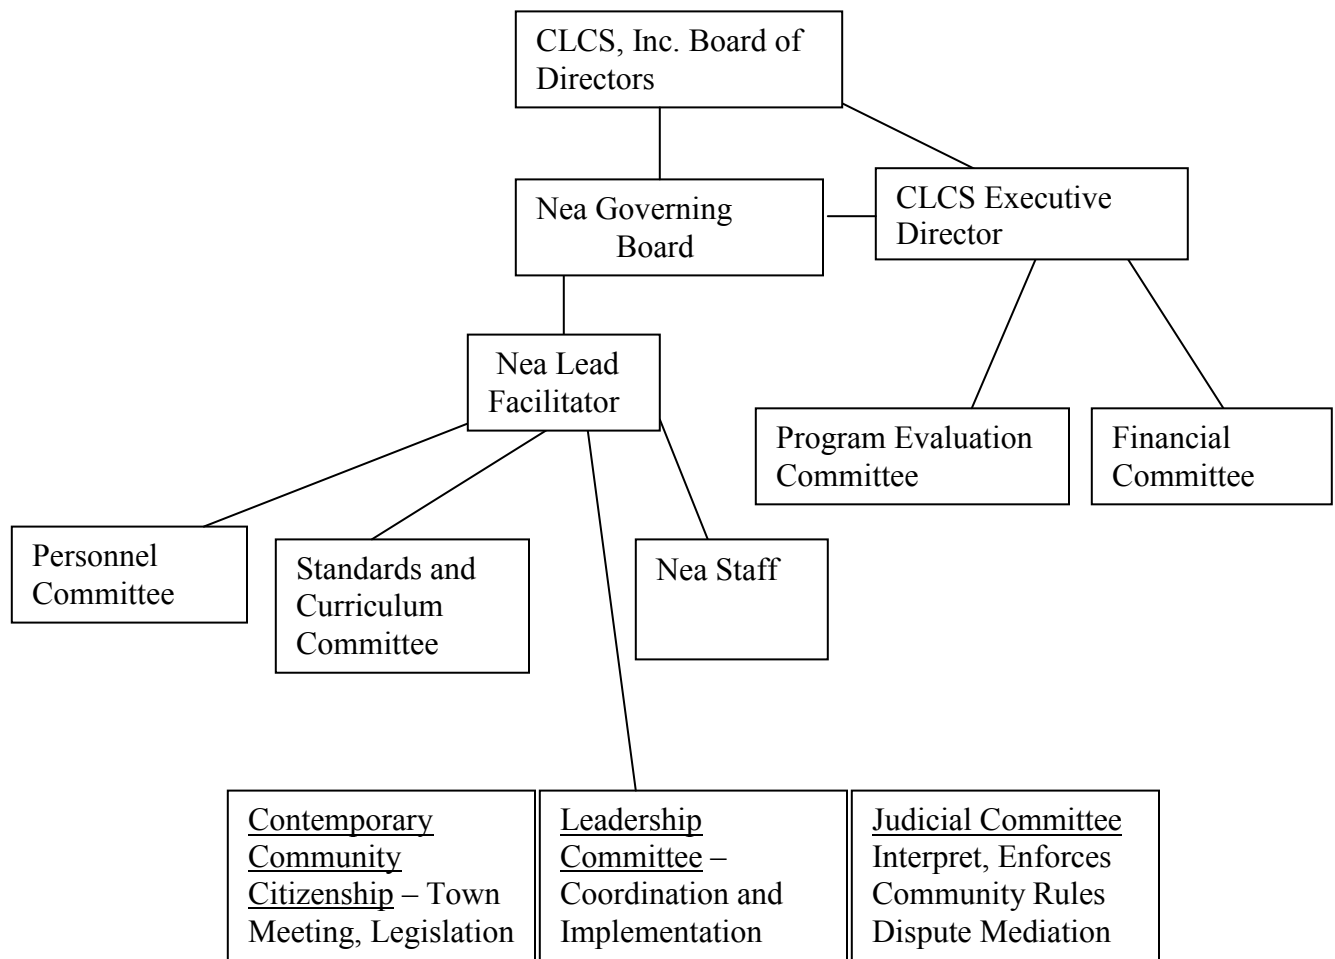 CLCS, Inc. Board of
Directors
Nea Governing
Board
CLCS Executive
Director
Nea Lead
Facilitator
Program Evaluation
Committee
Financial
Committee
Personnel
Committee
Standards and
Curriculum
Committee
Nea Staff
Contemporary
Community
Citizenship – Town
Meeting, Legislation
Leadership
Committee –
Coordination and
Implementation
Judicial Committee
Interpret, Enforces
Community Rules
Dispute Mediation